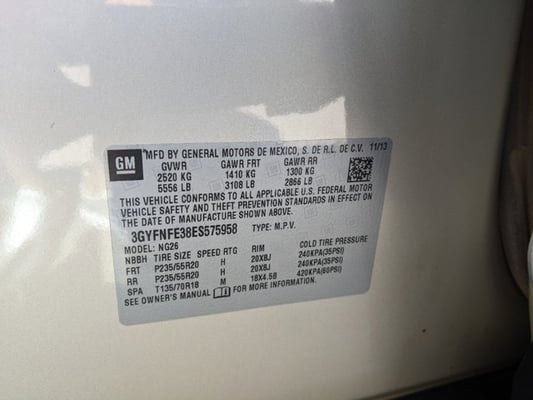 GM
MFD BY GENERAL MOTORS DE MEXICO, S. DE R.L. DE C.V. 11/13
GVWR GAWR FRT GAWR RR
2520 KG 1410 KG 1300 KG
5556 LB 3108 LB 2866 LB
THIS VEHICLE CONFORMS TO ALL APPLICABLE U.S. FEDERAL MOTOR
VEHICLE SAFETY AND THEFT PREVENTION STANDARDS IN EFFECT ON
THE DATE OF MANUFACTURE SHOWN ABOVE.
3GYFNFE38ES575958 TYPE: M.P.V.
MODEL: NG26
NBBH TIRE SIZE SPEED RTG RIM COLD TIRE PRESSURE
FRT P235/55R20 H 20X8J 240KPA(35PSI)
RR P235/55R20 H 20X8J 240KPA(35PSI)
SPA T135/70R18 M 18X4.5B 420KPA(60PSI)
SEE OWNER'S MANUAL FOR MORE INFORMATION.